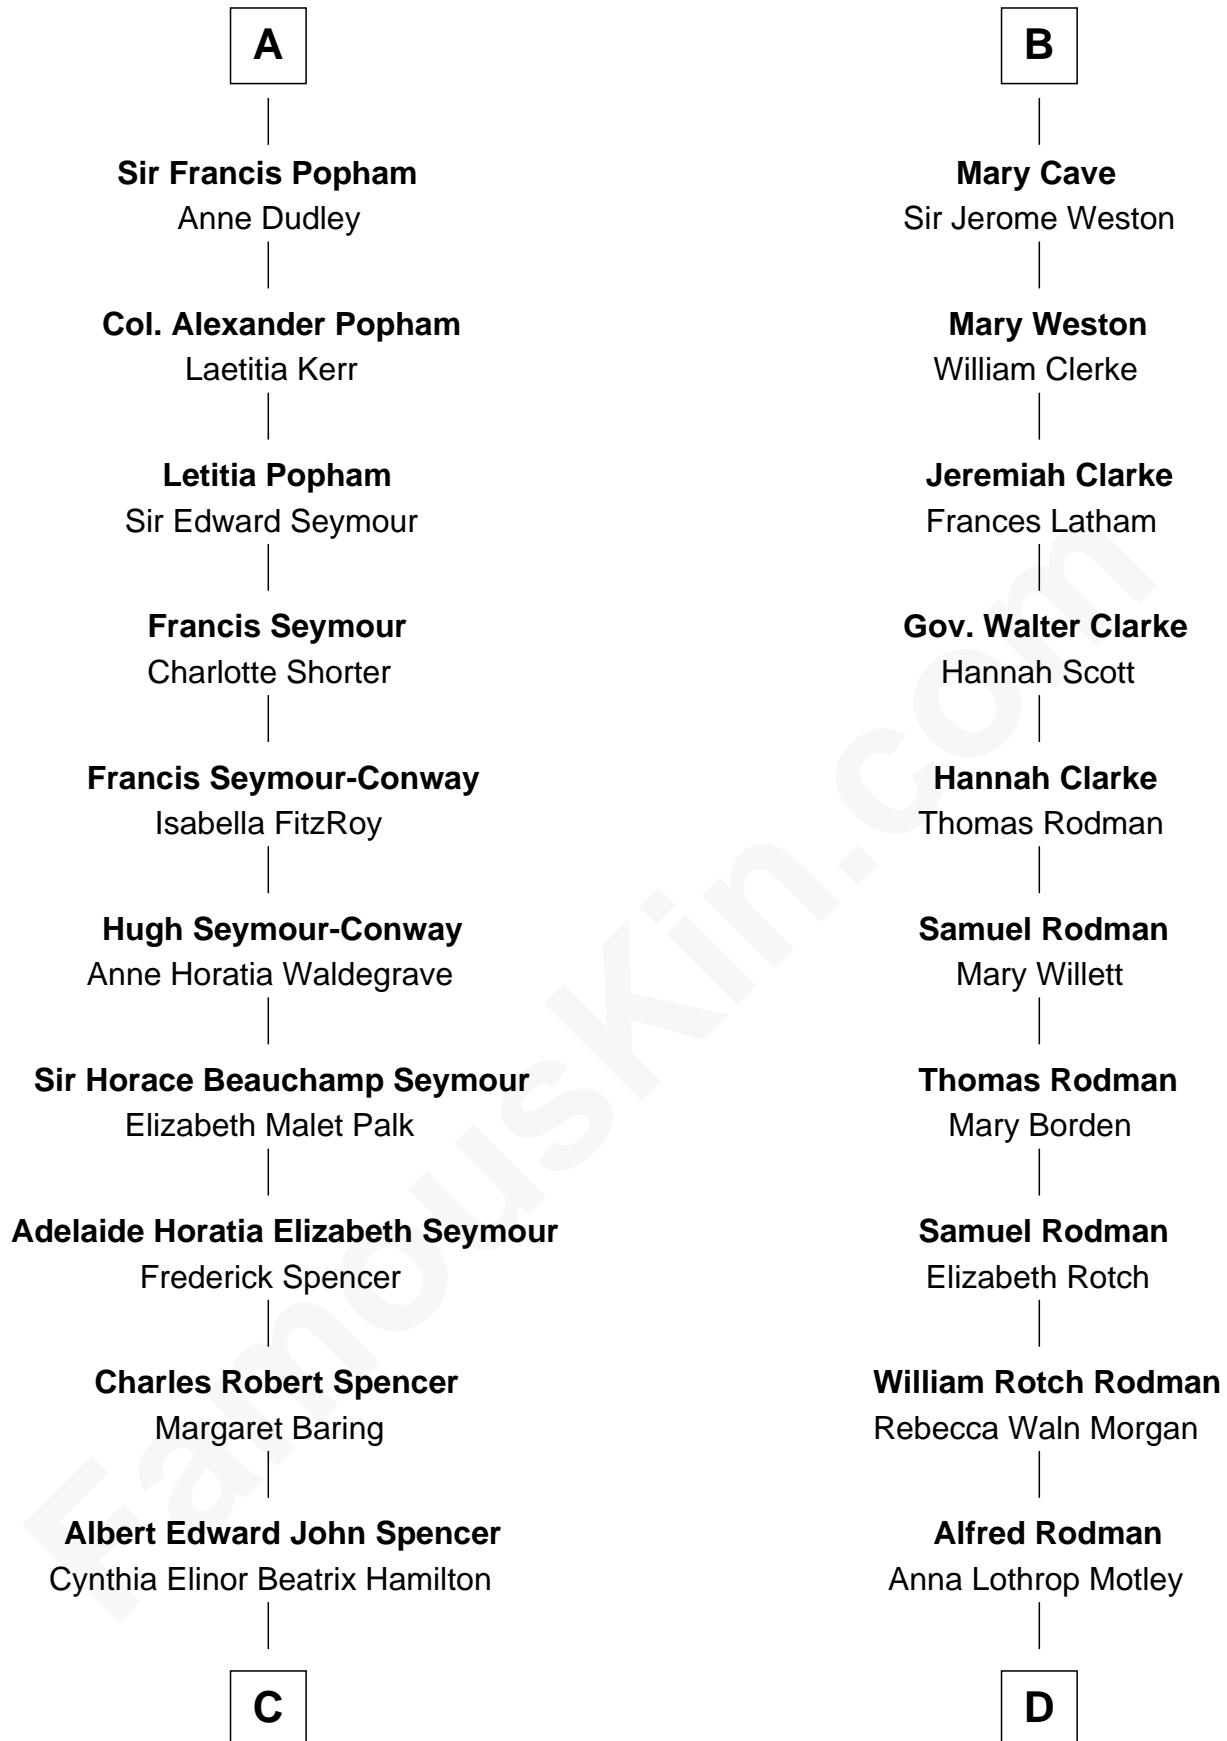 A
Sir Francis Popham
Anne Dudley
Col. Alexander Popham
Laetitia Kerr
Letitia Popham
Sir Edward Seymour
Francis Seymour
Charlotte Shorter
Francis Seymour-Conway
Isabella FitzRoy
Hugh Seymour-Conway
Anne Horatia Waldegrave
Sir Horace Beauchamp Seymour
Elizabeth Malet Palk
Adelaide Horatia Elizabeth Seymour
Frederick Spencer
Charles Robert Spencer
Margaret Baring
Albert Edward John Spencer
Cynthia Elinor Beatrix Hamilton
C
B
Mary Cave
Sir Jerome Weston
Mary Weston
William Clerke
Jeremiah Clarke
Frances Latham
Gov. Walter Clarke
Hannah Scott
Hannah Clarke
Thomas Rodman
Samuel Rodman
Mary Willett
Thomas Rodman
Mary Borden
Samuel Rodman
Elizabeth Rotch
William Rotch Rodman
Rebecca Waln Morgan
Alfred Rodman
Anna Lothrop Motley
D
FamousKin.com